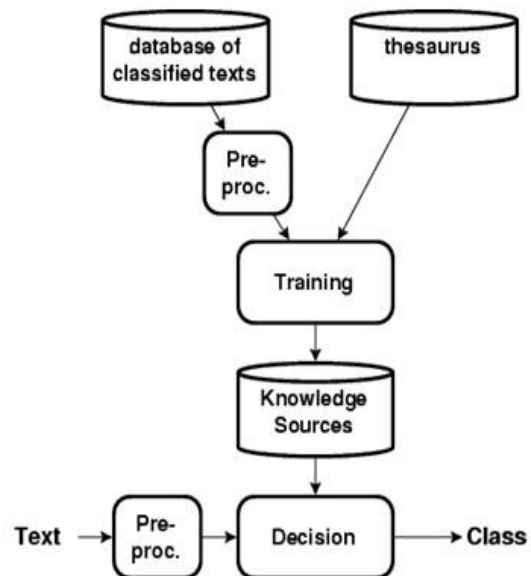 database of
classified texts
thesaurus
Pre-
proc.
Training
Knowledge
Sources
Text
Pre-
proc.
Decision
Class